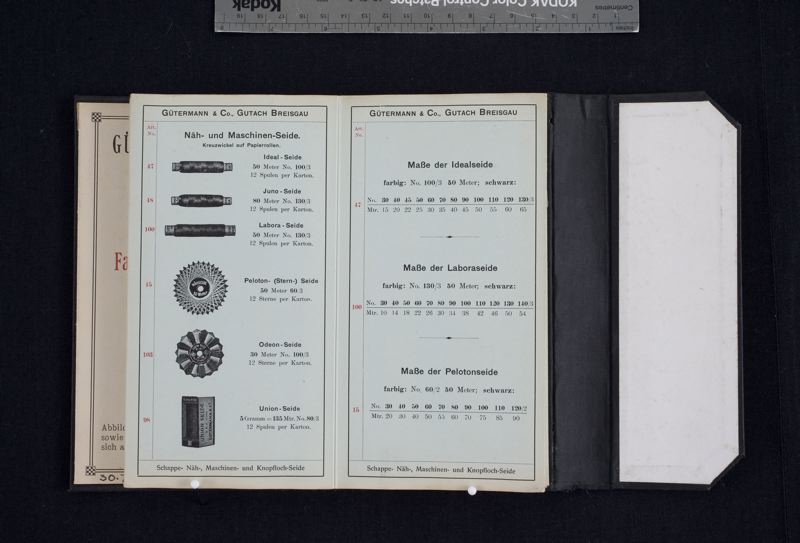 Kodak
KODAK Color Control Patches
Centimetres
Inches
GÜ
Fa
Abbild
sowie
sich a
30.7
GÜTERMANN & Co., GUTACH BREISGAU
Art. No.
Näh- und Maschinen-Seide.
Kreuzwickel auf Papierrollen.
47
Ideal-Seide
50 Meter No. 100/3
12 Spulen per Karton.
48
Juno-Seide
80 Meter No. 130/3
12 Spulen per Karton.
100
Labora-Seide
50 Meter No. 130/3
12 Spulen per Karton.
15
Peloton- (Stern-) Seide
50 Meter 60/3
12 Sterne per Karton.
Odeon-Seide
30 Meter No. 100/3
12 Sterne per Karton.
98
Union-Seide
5 Gramm = 135 Mtr. No. 80/3
12 Spulen per Karton.
UNION SEIDE
Schappe- Näh-, Maschinen- und Knopfloch-Seide
GÜTERMANN & Co., GUTACH BREISGAU
Art. No.
Maße der Idealseide
farbig: No. 100/3 50 Meter; schwarz:
47
No. 30 40 45 50 60 70 80 90 100 110 120 130/3
Mtr. 15 20 22 25 30 35 40 45 50 55 60 65
Maße der Laboraseide
farbig: No. 130/3 50 Meter; schwarz:
100
No. 30 40 50 60 70 80 90 100 110 120 130 140/3
Mtr. 10 14 18 22 26 30 34 38 42 46 50 54
Maße der Pelotonseide
farbig: No. 60/2 50 Meter; schwarz:
15
No. 30 40 50 60 70 80 90 100 110 120/2
Mtr. 20 30 40 50 55 60 70 75 85 90
Schappe- Näh-, Maschinen- und Knopfloch-Seide